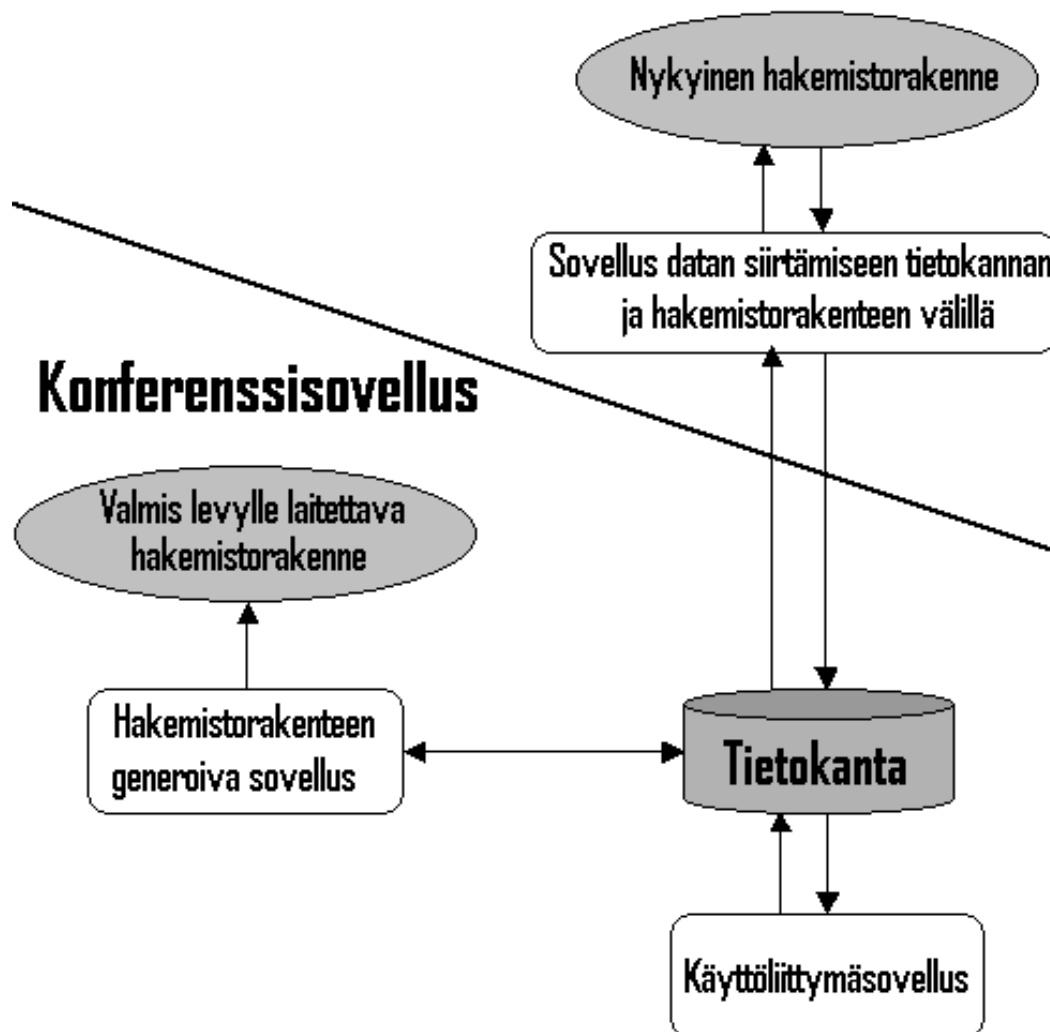 Nykyinen hakemistorakenne
Sovellus datan siirtämiseen tietokannan
ja hakemistorakenteen välillä
Konferenssisovellus
Valmis levylle laitettava
hakemistorakenne
Hakemistorakenteen
generoiva sovellus
Tietokanta
Käyttöliittymäsovellus